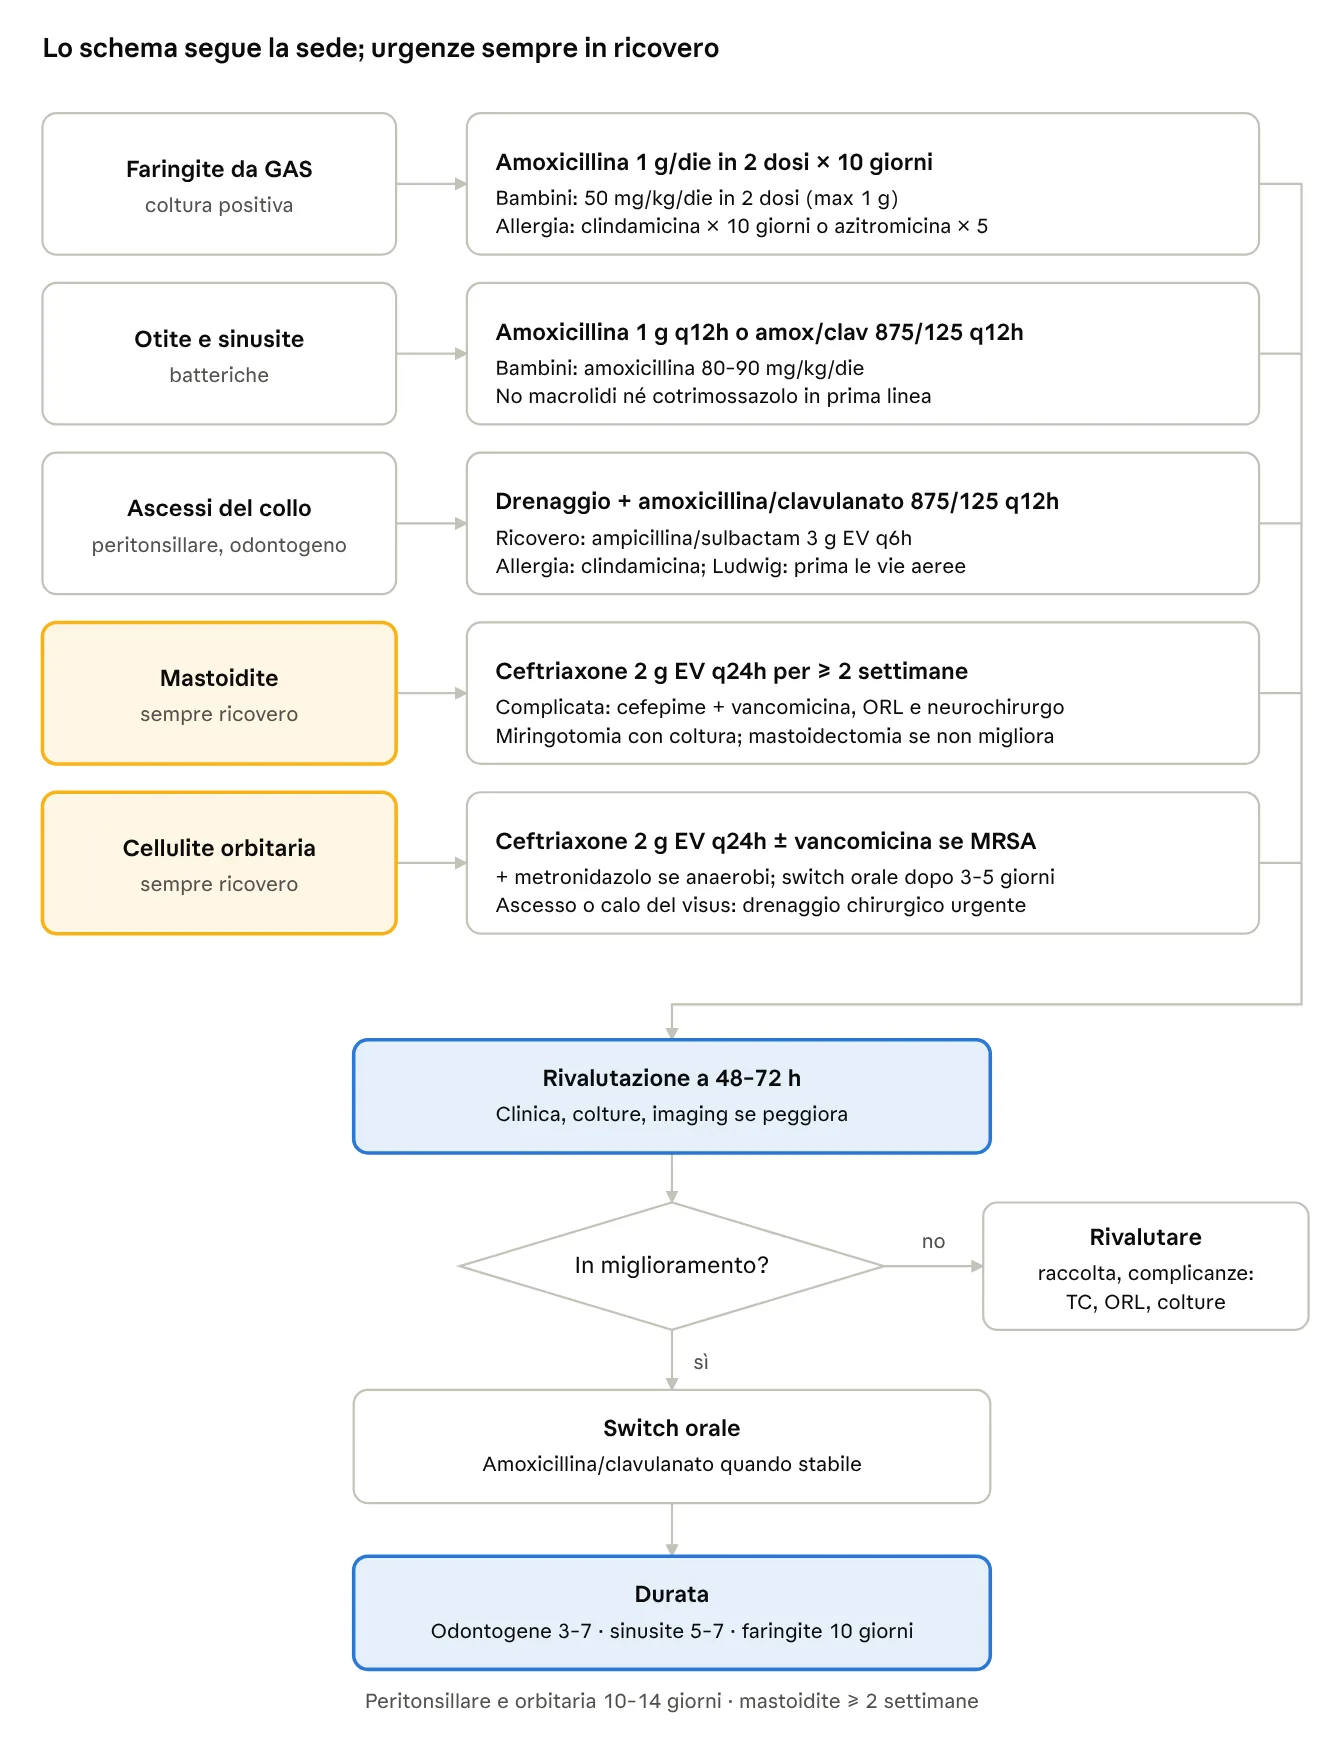 Lo schema segue la sede; urgenze sempre in ricovero
Faringite da GAS
coltura positiva
Amoxicillina 1 g/die in 2 dosi × 10 giorni
Bambini: 50 mg/kg/die in 2 dosi (max 1 g)
Allergia: clindamicina × 10 giorni o azitromicina × 5
Otite e sinusite
batteriche
Amoxicillina 1 g q12h o amox/clav 875/125 q12h
Bambini: amoxicillina 80–90 mg/kg/die
No macrolidi né cotrimossazolo in prima linea
Ascessi del collo
peritonsillare, odontogeno
Drenaggio + amoxicillina/clavulanato 875/125 q12h
Ricovero: ampicillina/sulbactam 3 g EV q6h
Allergia: clindamicina; Ludwig: prima le vie aeree
Mastoidite
sempre ricovero
Ceftriaxone 2 g EV q24h per ≥ 2 settimane
Complicata: cefepime + vancomicina, ORL e neurochirurgo
Miringotomia con coltura; mastoidectomia se non migliora
Cellulite orbitaria
sempre ricovero
Ceftriaxone 2 g EV q24h ± vancomicina se MRSA
+ metronidazolo se anaerobi; switch orale dopo 3–5 giorni
Ascesso o calo del visus: drenaggio chirurgico urgente
Rivalutazione a 48–72 h
Clinica, colture, imaging se peggiora
In miglioramento?
no
Rivalutare
raccolta, complicanze:
TC, ORL, colture
sì
Switch orale
Amoxicillina/clavulanato quando stabile
Durata
Odontogene 3–7 · sinusite 5–7 · faringite 10 giorni
Peritonsillare e orbitaria 10–14 giorni · mastoidite ≥ 2 settimane